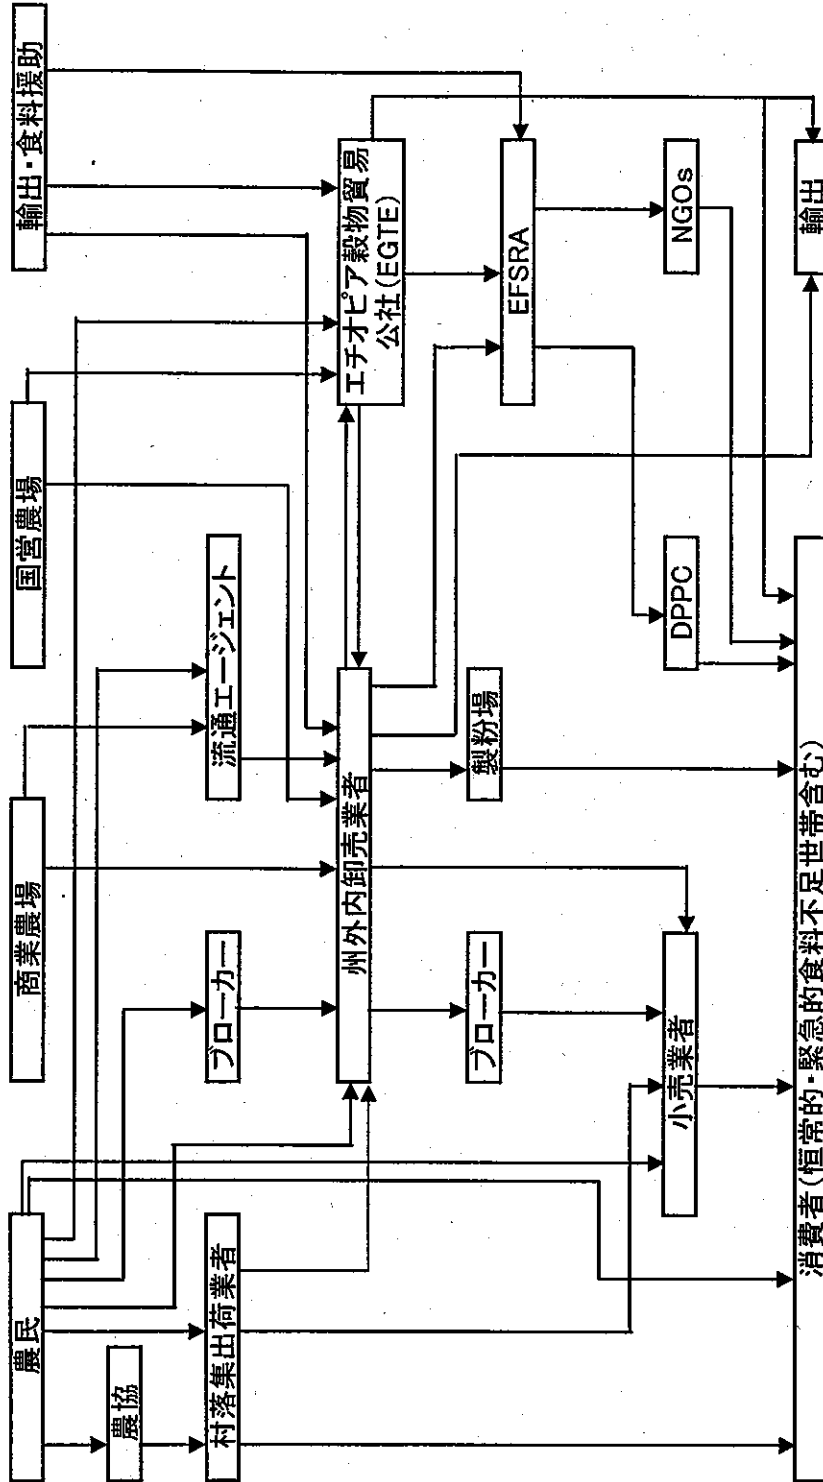 農民
商業農場
国営農場
輸出・食料援助
農協
村落集出荷業者
ブローカー
流通エージェント
州外内卸売業者
エチオピア穀物貿易
公社(EGTE)
ブローカー
製粉場
EFSRA
小売業者
DPPC
NGOs
消費者(恒常的・緊急的食料不足世帯含む)
輸出